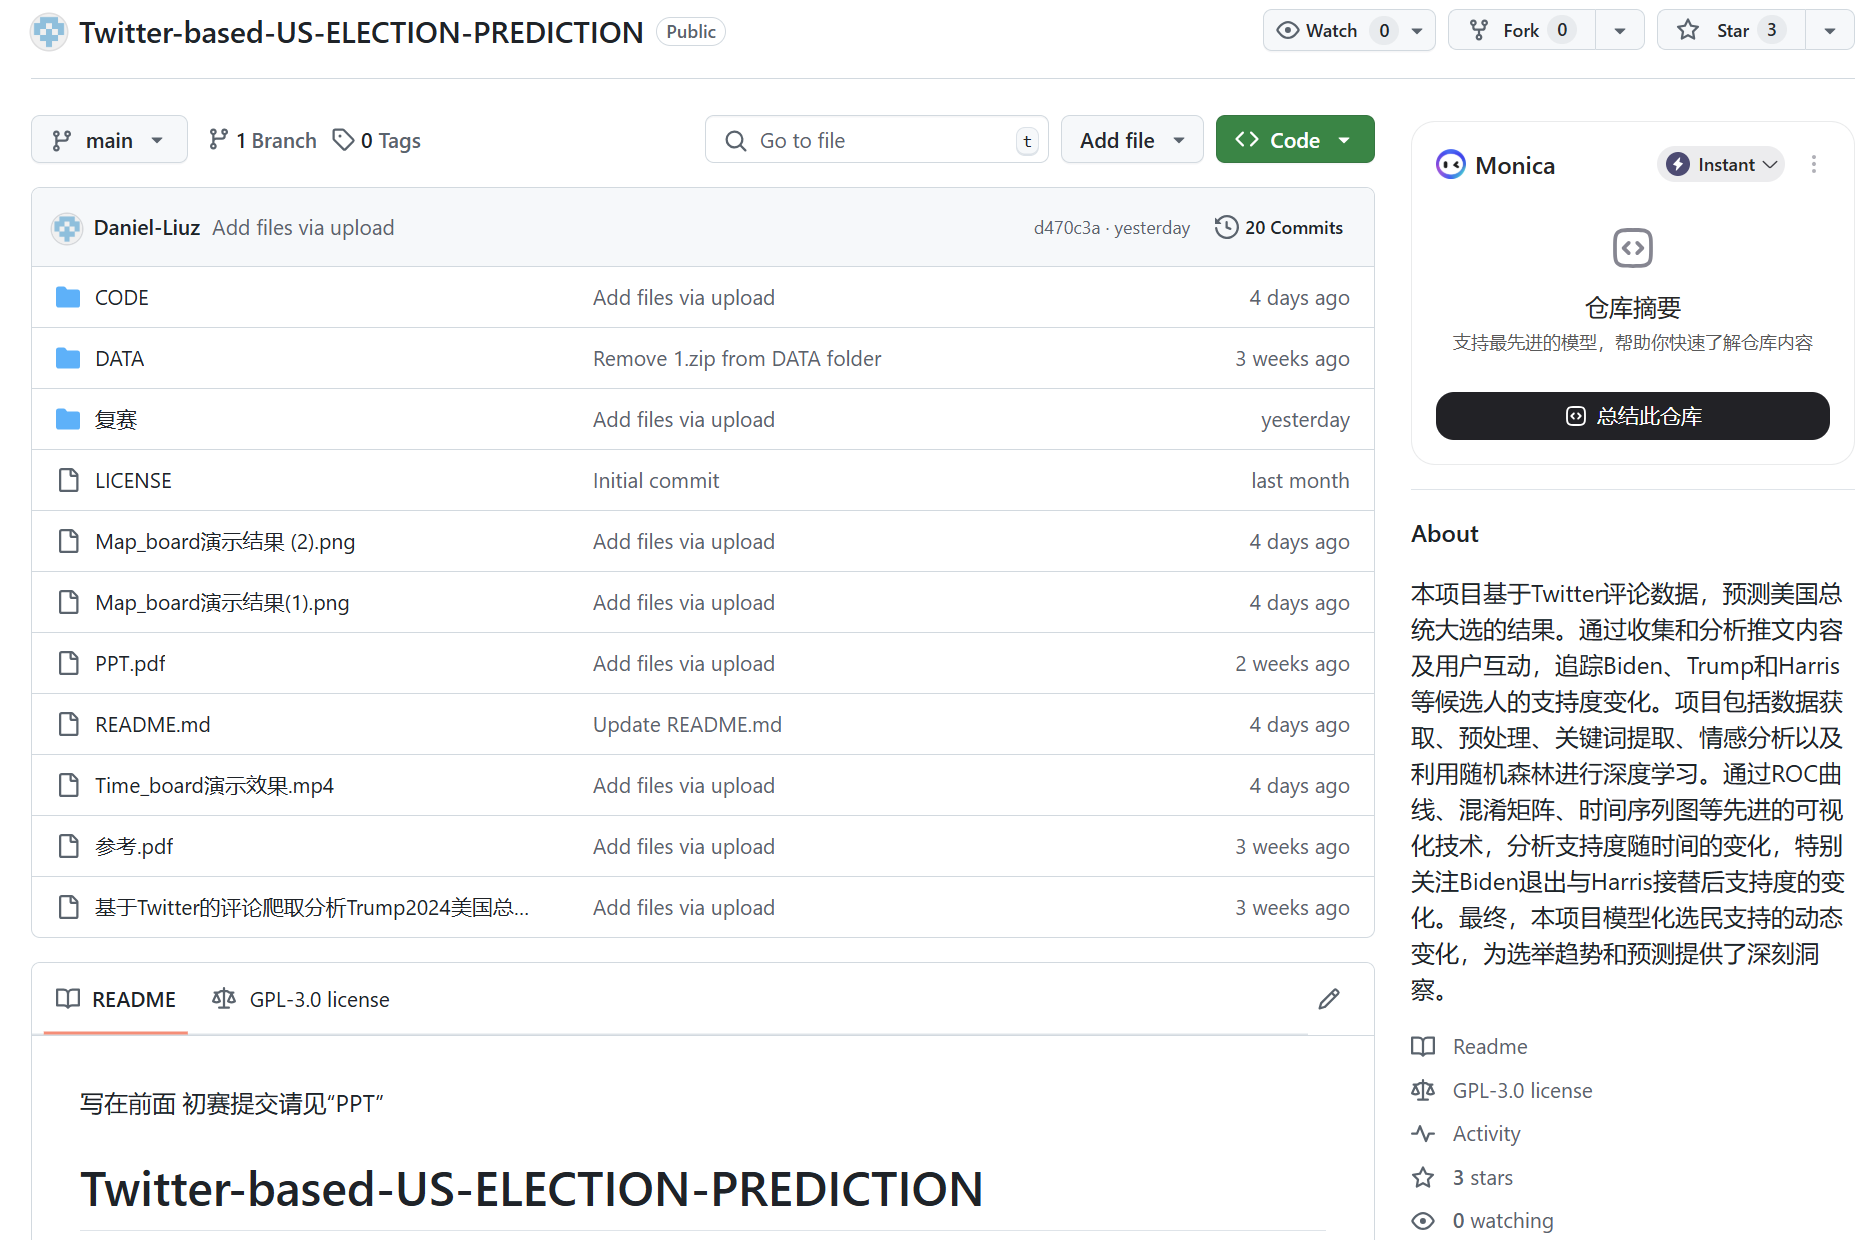 Twitter-based-US-ELECTION-PREDICTION Public
Watch 0 Fork 0 Star 3
main 1 Branch 0 Tags Go to file t Add file Code
Daniel-Liuz Add files via upload d470c3a · yesterday 20 Commits
CODE Add files via upload 4 days ago
DATA Remove 1.zip from DATA folder 3 weeks ago
复赛 Add files via upload yesterday
LICENSE Initial commit last month
Map_board演示结果 (2).png Add files via upload 4 days ago
Map_board演示结果(1).png Add files via upload 4 days ago
PPT.pdf Add files via upload 2 weeks ago
README.md Update README.md 4 days ago
Time_board演示效果.mp4 Add files via upload 4 days ago
参考.pdf Add files via upload 3 weeks ago
基于Twitter的评论爬取分析Trump2024美国总... Add files via upload 3 weeks ago
README GPL-3.0 license
写在前面 初赛提交请见“PPT”
Twitter-based-US-ELECTION-PREDICTION
Monica Instant
仓库摘要
支持最先进的模型，帮助你快速了解仓库内容
总结此仓库
About
本项目基于Twitter评论数据，预测美国总
统大选的结果。通过收集和分析推文内容
及用户互动，追踪Biden、Trump和Harris
等候选人的支持度变化。项目包括数据获
取、预处理、关键词提取、情感分析以及
利用随机森林进行深度学习。通过ROC曲
线、混淆矩阵、时间序列图等先进的可视
化技术，分析支持度随时间的变化，特别
关注Biden退出与Harris接替后支持度的变
化。最终，本项目模型化选民支持的动态
变化，为选举趋势和预测提供了深刻洞
察。
Readme
GPL-3.0 license
Activity
3 stars
0 watching